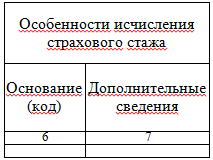 Особенности исчисления
страхового стажа
Основание
(код)
Дополнительные
сведения
6
7